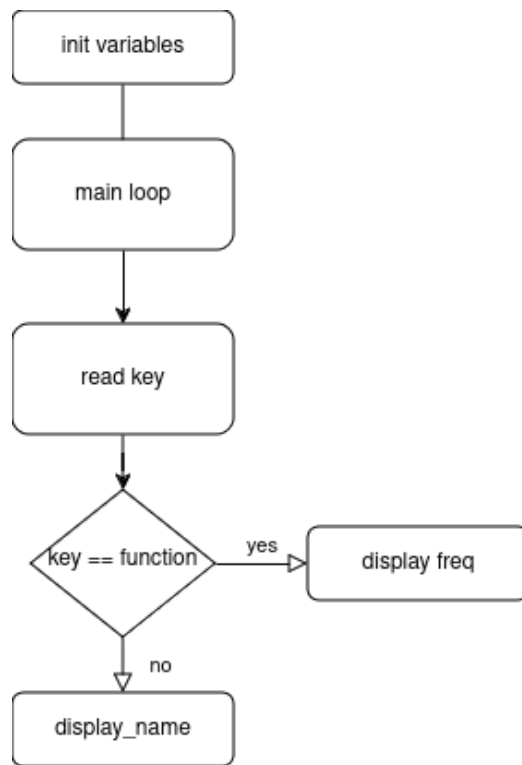 init variables
main loop
read key
key == function
yes
display freq
no
display_name